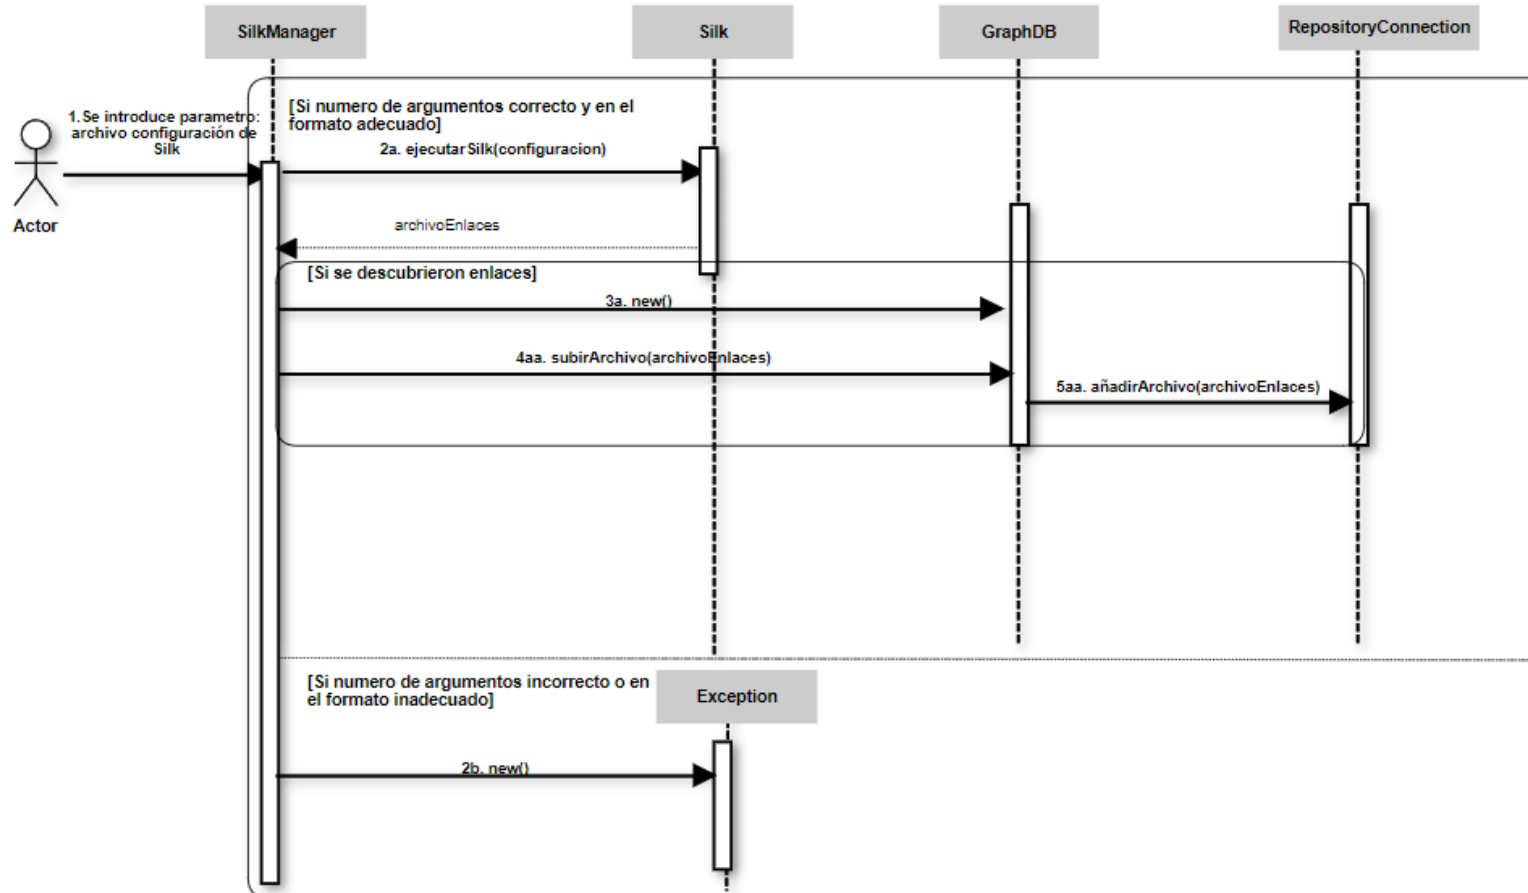 SilkManager
Silk
GraphDB
RepositoryConnection
1.Se introduce parametro:
archivo configuración de
Silk
Actor
[Si numero de argumentos correcto y en el
formato adecuado]
2a. ejecutarSilk(configuracion)
archivoEnlaces
[Si se descubrieron enlaces]
3a. new()
4aa. subirArchivo(archivoEnlaces)
5aa. añadirArchivo(archivoEnlaces)
[Si numero de argumentos incorrecto o en
el formato inadecuado]
Exception
2b. new()